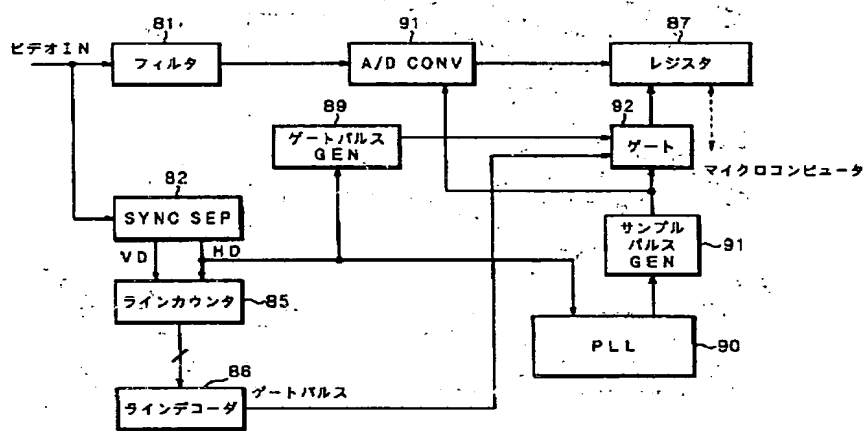 81
91
87
ビデオIN
フィルタ
A/D CONV
レジスタ
89
92
ゲートパルス
GEN
ゲート
マイクロコンピュータ
82
SYNC SEP
サンプル
パルス
GEN
91
VD
HD
ラインカウンタ
85
PLL
90
86
ラインデコーダ
ゲートパルス